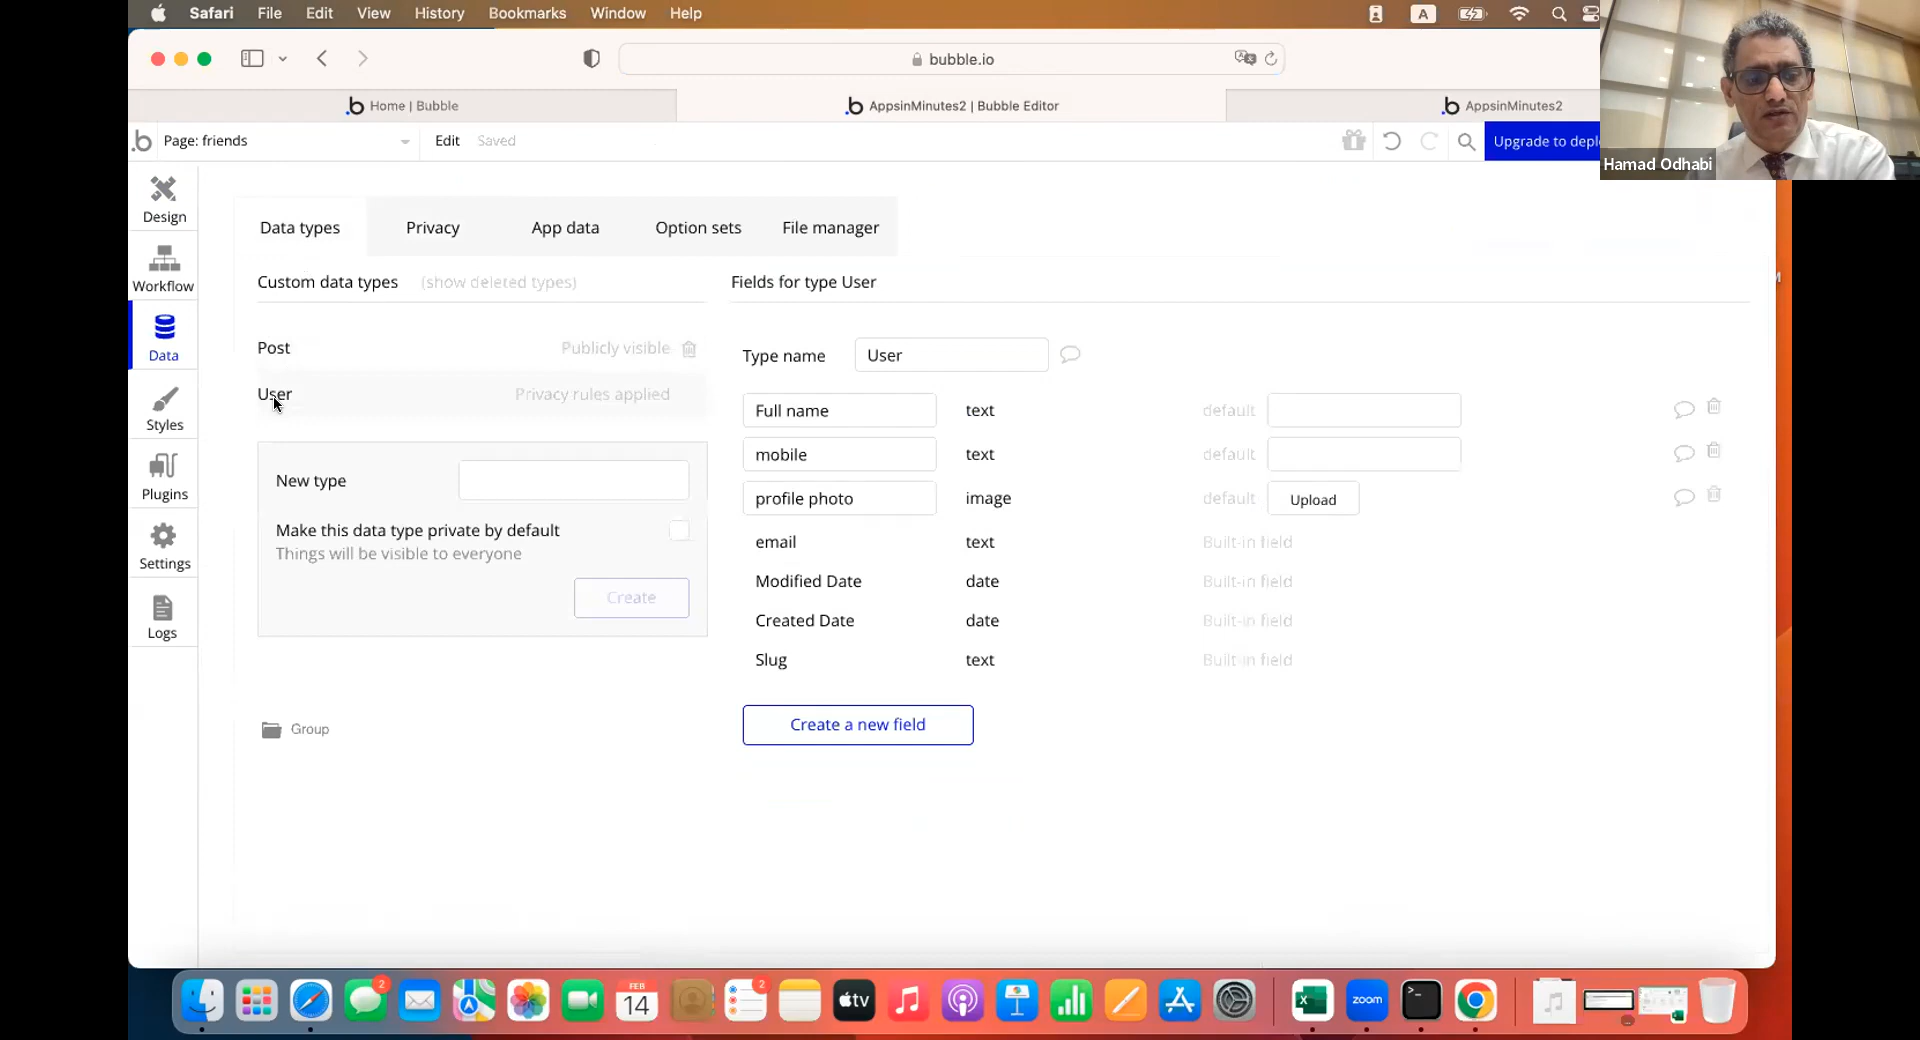 Safari File Edit View History Bookmarks Window Help
A
bubble.io
Home | Bubble
AppsinMinutes2 | Bubble Editor
AppsinMinutes2
Page: friends
Edit
Saved
Upgrade to deplo
Hamad Odhabi
Design
Workflow
Data
Styles
Plugins
Settings
Logs
Data types
Privacy
App data
Option sets
File manager
Custom data types (show deleted types)
Post Publicly visible
User Privacy rules applied
New type
Make this data type private by default
Things will be visible to everyone
Create
Group
Fields for type User
Type name User
Full name text default
mobile text default
profile photo image default Upload
email text Built-in field
Modified Date date Built-in field
Created Date date Built-in field
Slug text Built-in field
Create a new field
2
FEB
14
2
tv
X
zoom
>_